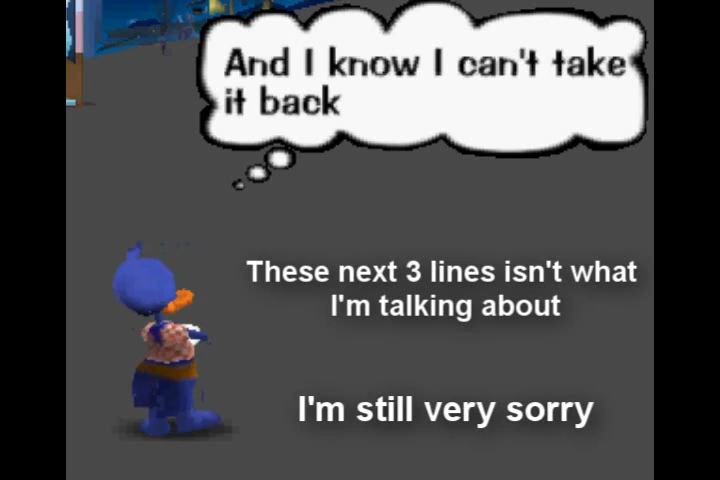 And I know I can't take
it back
These next 3 lines isn't what
I'm talking about
I'm still very sorry